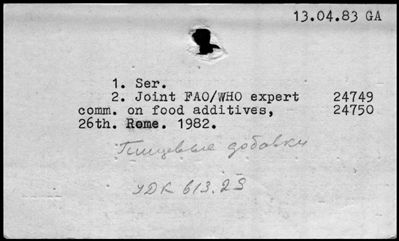 13.04.83 GA
1. Ser.
2. Joint FAO/WHO expert 24749
comm. on food additives, 24750
26th. Rome. 1982.
Пищевые добавки
УДК 613.29